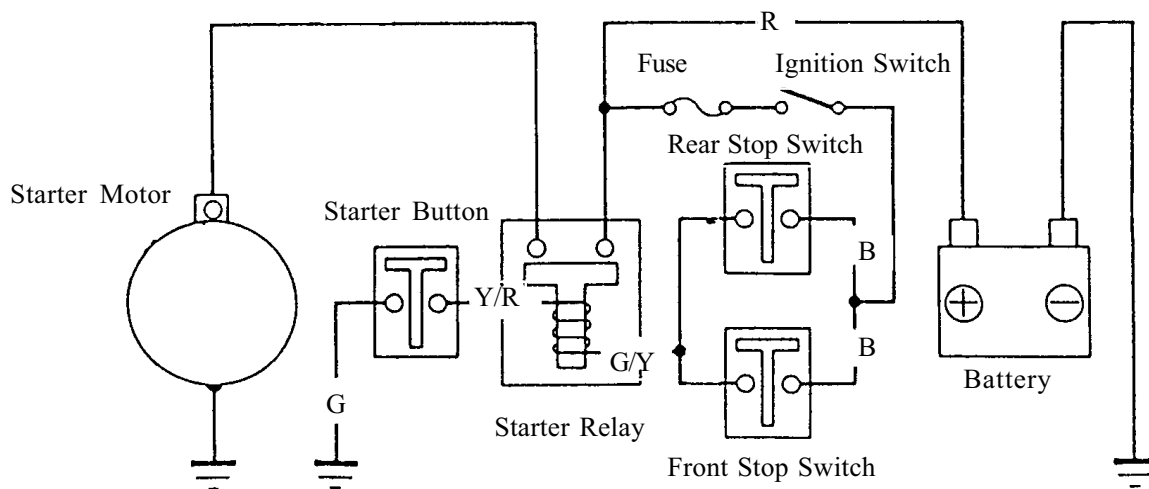 R
Fuse
Ignition Switch
Rear Stop Switch
Starter Motor
Starter Button
B
Y/R
G/Y
B
Battery
G
Starter Relay
Front Stop Switch